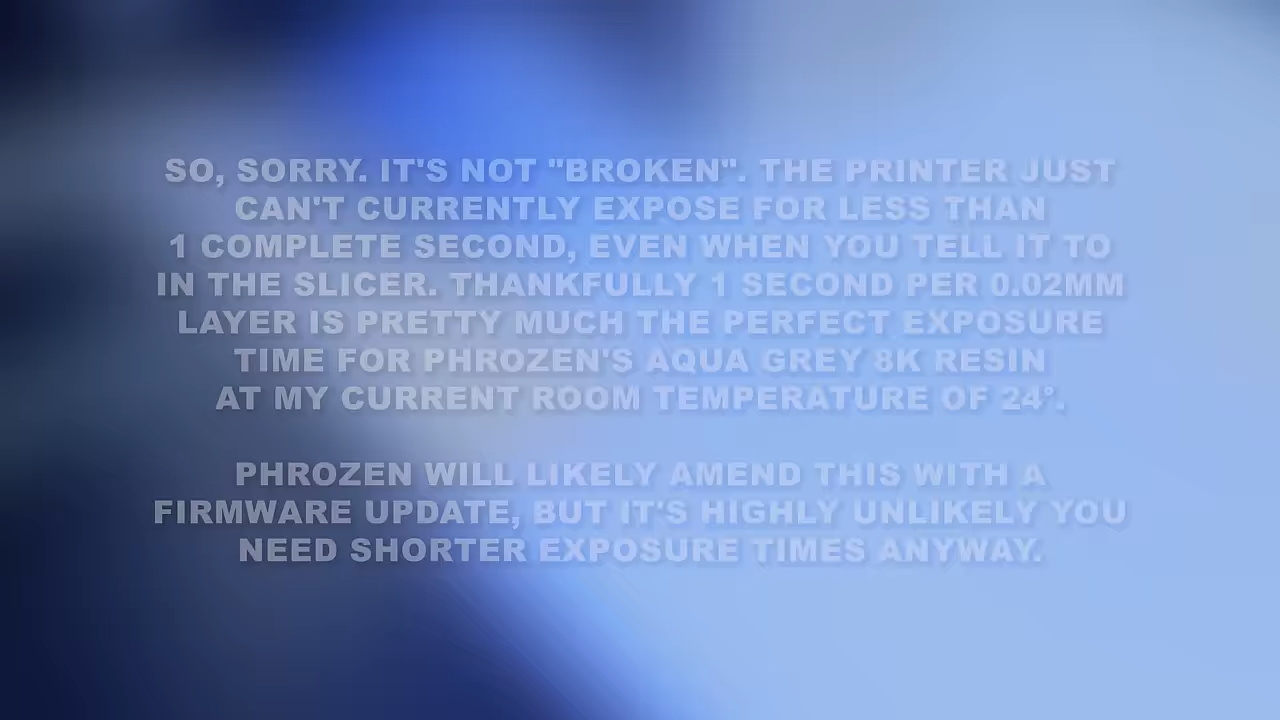 SO, SORRY. IT'S NOT "BROKEN". THE PRINTER JUST
CAN'T CURRENTLY EXPOSE FOR LESS THAN
1 COMPLETE SECOND, EVEN WHEN YOU TELL IT TO
IN THE SLICER. THANKFULLY 1 SECOND PER 0.02MM
LAYER IS PRETTY MUCH THE PERFECT EXPOSURE
TIME FOR PHROZEN'S AQUA GREY 8K RESIN
AT MY CURRENT ROOM TEMPERATURE OF 24°.
PHROZEN WILL LIKELY AMEND THIS WITH A
FIRMWARE UPDATE, BUT IT'S HIGHLY UNLIKELY YOU
NEED SHORTER EXPOSURE TIMES ANYWAY.